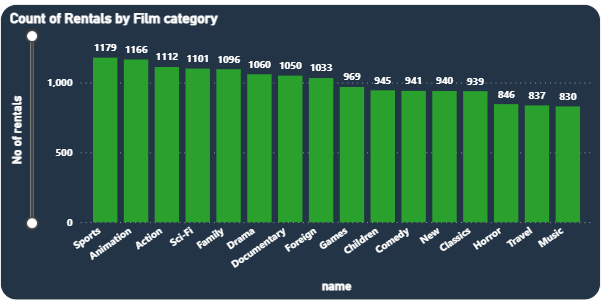 Count of Rentals by Film category
No of rentals
1,000
500
0
1179 1166 1112 1101 1096 1060 1050 1033 969 945 941 940 939 846 837 830
Sports Animation Action Sci-Fi Family Drama Documentary Foreign Games Children Comedy New Classics Horror Travel Music
name